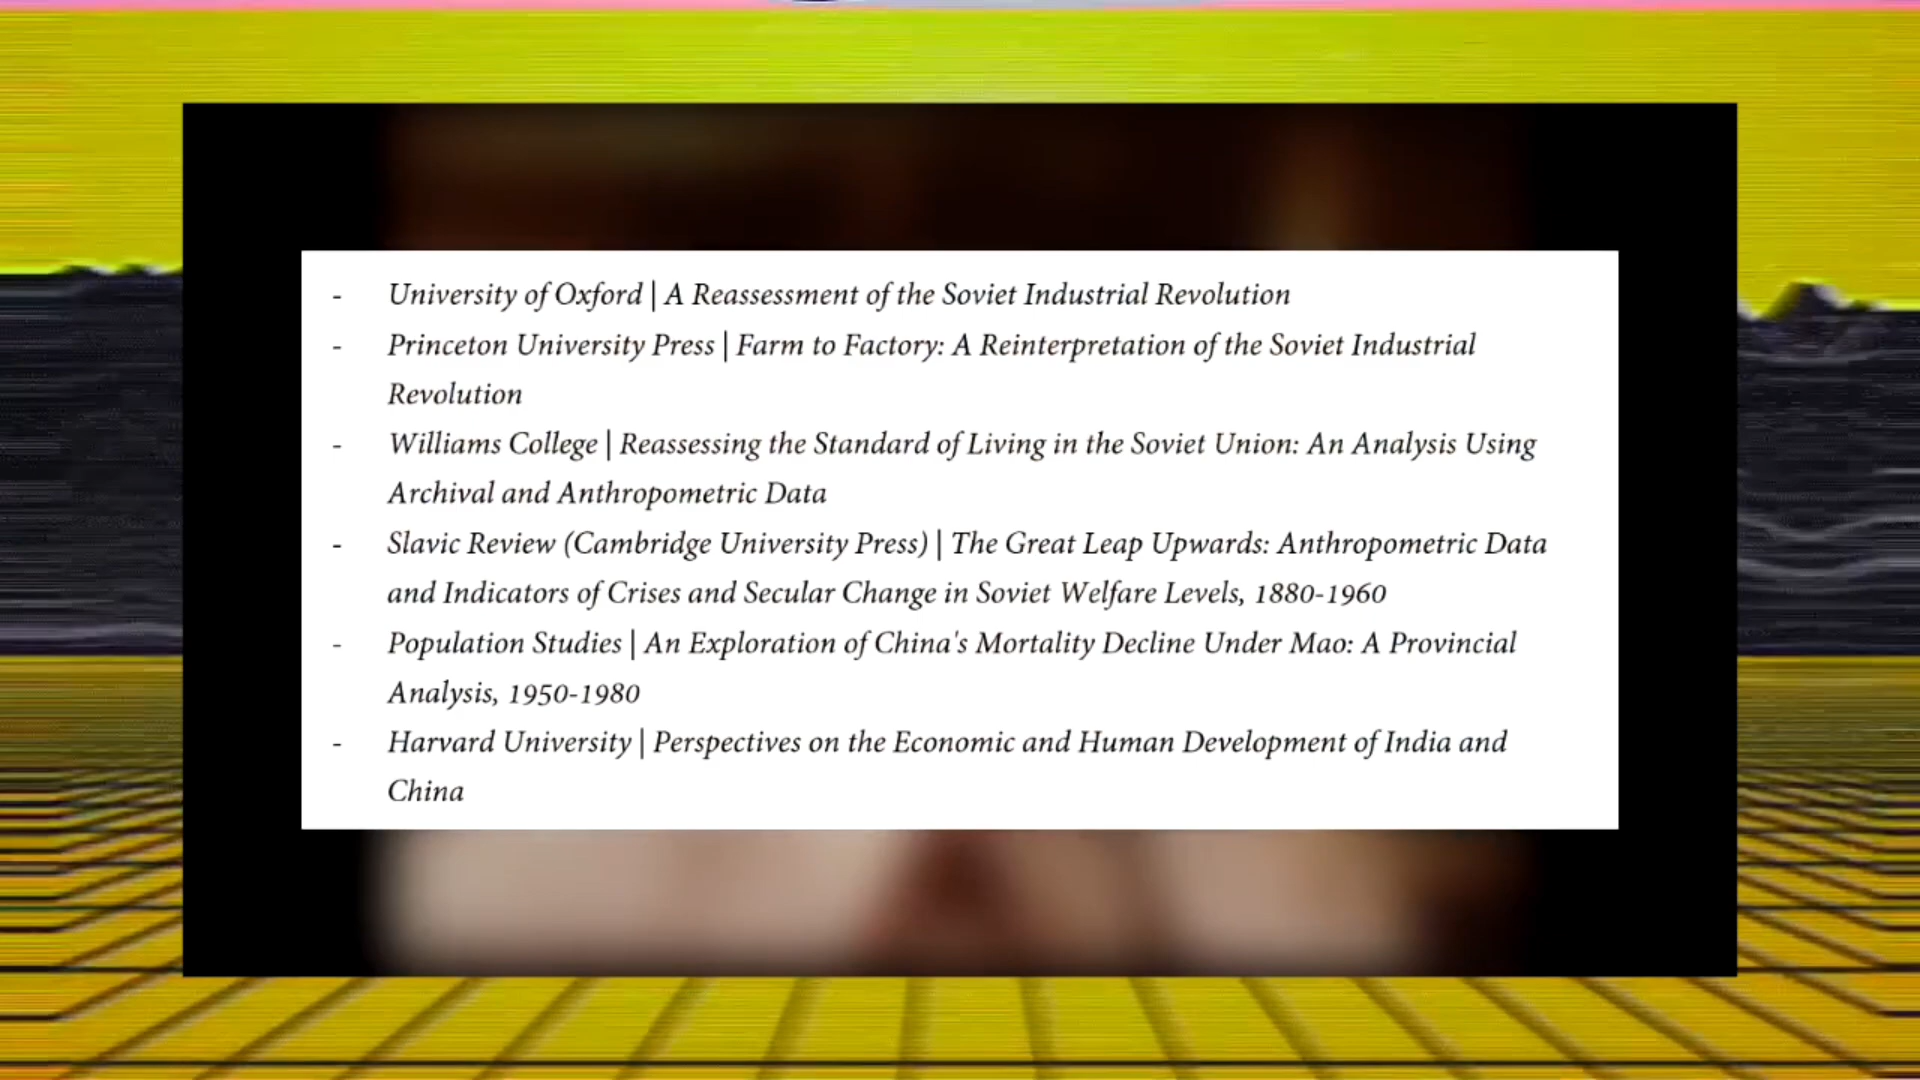 - University of Oxford | A Reassessment of the Soviet Industrial Revolution
- Princeton University Press | Farm to Factory: A Reinterpretation of the Soviet Industrial
Revolution
- Williams College | Reassessing the Standard of Living in the Soviet Union: An Analysis Using
Archival and Anthropometric Data
- Slavic Review (Cambridge University Press) | The Great Leap Upwards: Anthropometric Data
and Indicators of Crises and Secular Change in Soviet Welfare Levels, 1880-1960
- Population Studies | An Exploration of China's Mortality Decline Under Mao: A Provincial
Analysis, 1950-1980
- Harvard University | Perspectives on the Economic and Human Development of India and
China